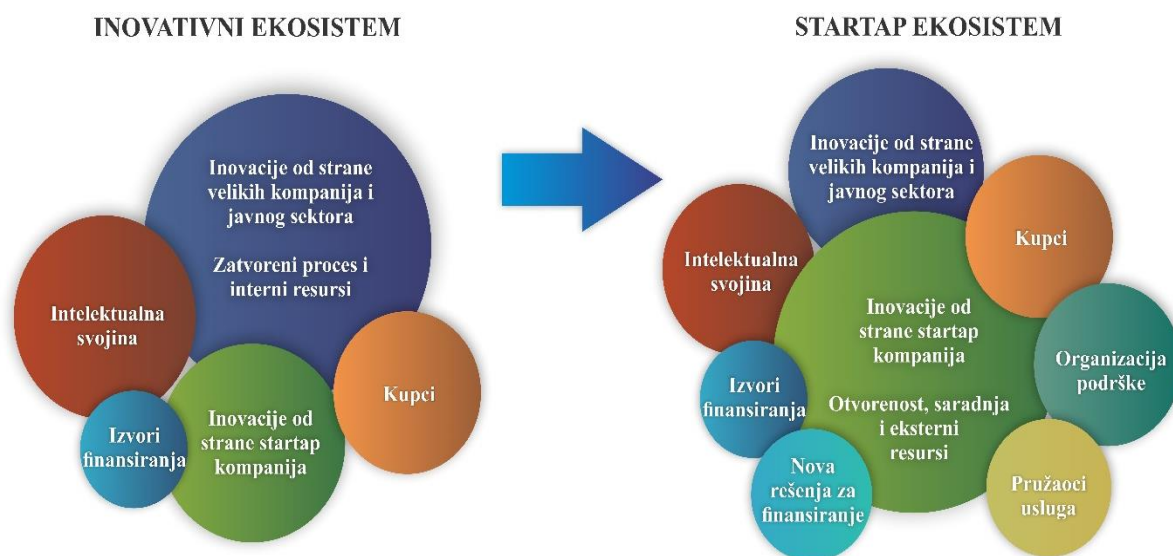 INOVATIVNI EKOSISTEM
Inovacije od strane
velikih kompanija i
javnog sektora
Zatvoreni proces i
interni resursi
Intelektualna
svojina
Kupci
Izvori
finansiranja
Inovacije od
strane startap
kompanija
STARTAP EKOSISTEM
Inovacije od strane
velikih kompanija i
javnog sektora
Kupci
Intelektualna
svojina
Inovacije od
strane startap
kompanija
Otvorenost, saradnja
i eksterni
resursi
Organizacija
podrške
Izvori
finansiranja
Nova
rešenja za
finansiranje
Pružaoci
usluga